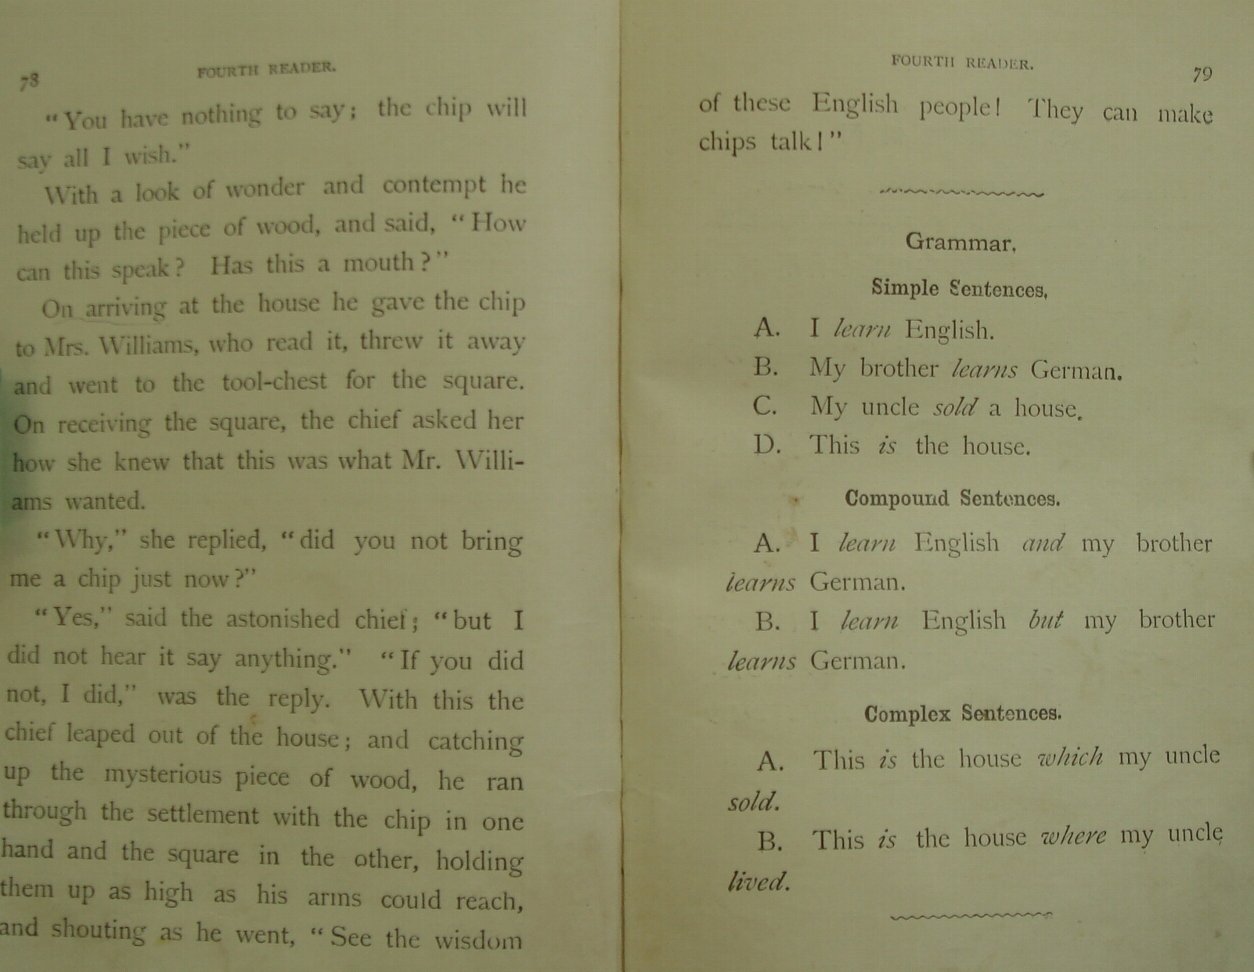 78
FOURTH READER.
“You have nothing to say; the chip will
say all I wish.”
With a look of wonder and contempt he
held up the piece of wood, and said, “How
can this speak? Has this a mouth?”
On arriving at the house he gave the chip
to Mrs. Williams, who read it, threw it away
and went to the tool-chest for the square.
On receiving the square, the chief asked her
how she knew that this was what Mr. Willi-
ams wanted.
“Why,” she replied, “did you not bring
me a chip just now?”
“Yes,” said the astonished chief; “but I
did not hear it say anything.” “If you did
not, I did,” was the reply. With this the
chief leaped out of the house; and catching
up the mysterious piece of wood, he ran
through the settlement with the chip in one
hand and the square in the other, holding
them up as high as his arms could reach,
and shouting as he went, “See the wisdom
FOURTH READER.
79
of these English people! They can make
chips talk!”
Grammar.
Simple Sentences.
A. I learn English.
B. My brother learns German.
C. My uncle sold a house.
D. This is the house.
Compound Sentences.
A. I learn English and my brother
learns German.
B. I learn English but my brother
learns German.
Complex Sentences.
A. This is the house which my uncle
sold.
B. This is the house where my uncle
lived.